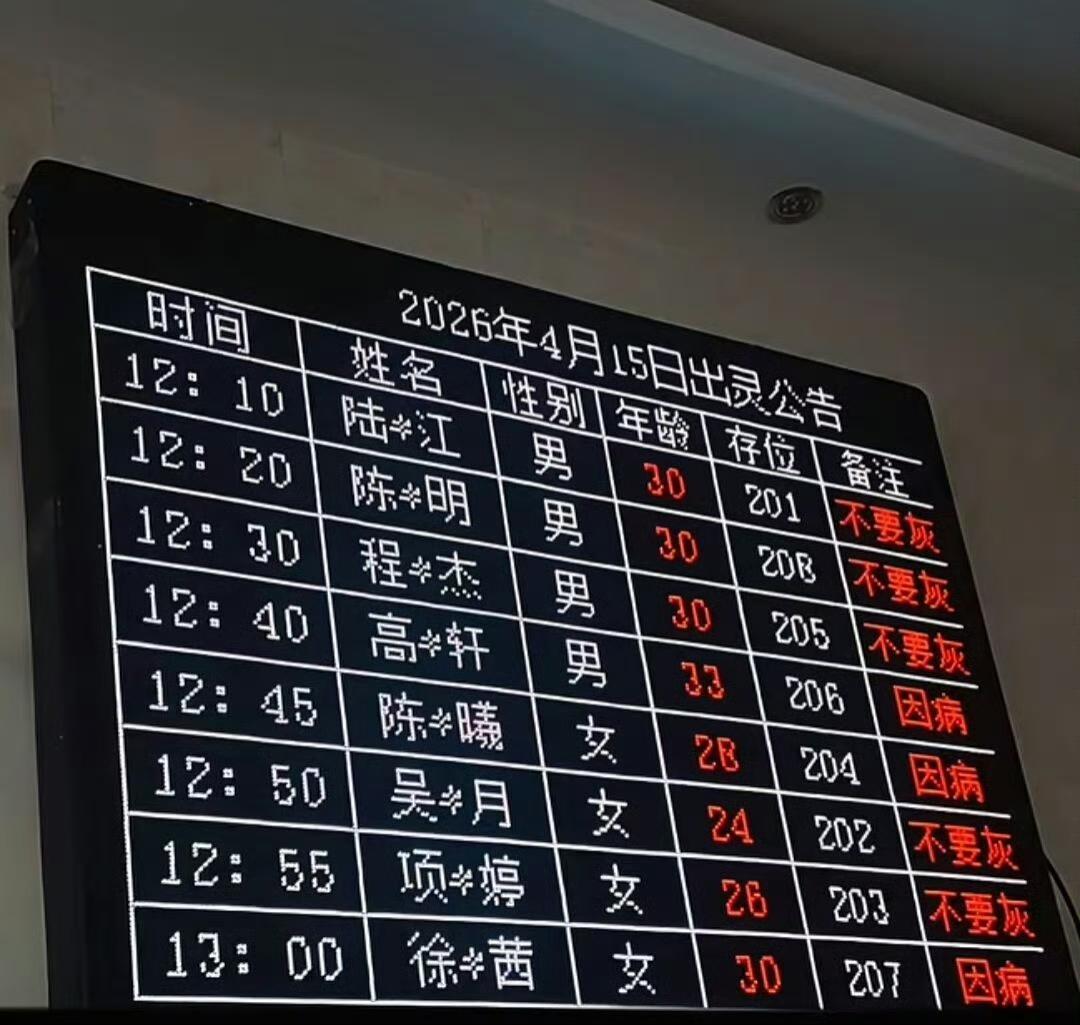 2026年4月15日出灵公告
时间 姓名 性别 年龄 存位 备注
12: 10 陆*江 男 30 201 不要灰
12: 20 陈*明 男 30 208 不要灰
12: 30 程*杰 男 30 205 不要灰
12: 40 高*轩 男 33 206 因病
12: 45 陈*曦 女 28 204 因病
12: 50 吴*月 女 24 202 不要灰
12: 55 项*婷 女 26 203 不要灰
13: 00 徐*茜 女 30 207 因病